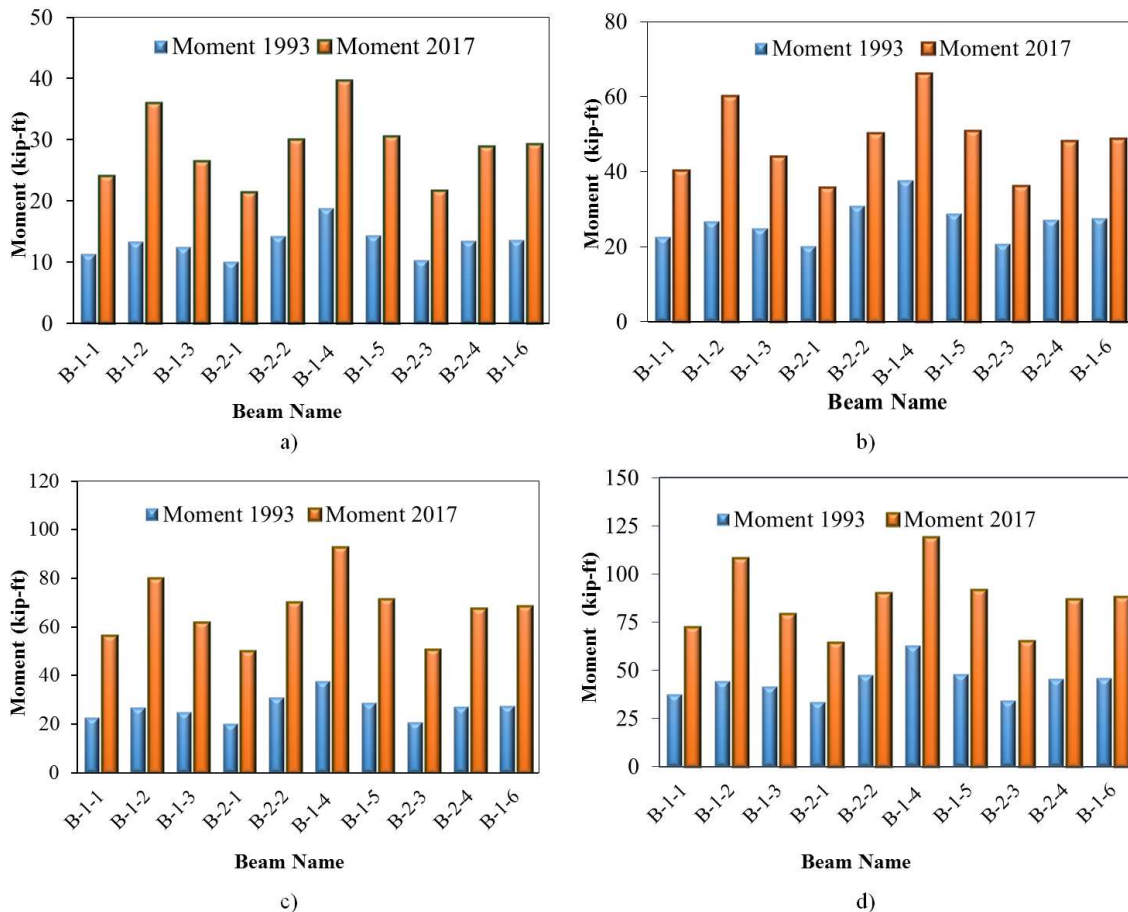 50
40
30
20
10
0
Moment (kip-ft)
Moment 1993 Moment 2017
B-1-1 B-1-2 B-1-3 B-2-1 B-2-2 B-1-4 B-1-5 B-2-3 B-2-4 B-1-6
Beam Name
a)
80
60
40
20
0
Moment (kip-ft)
Moment 1993 Moment 2017
B-1-1 B-1-2 B-1-3 B-2-1 B-2-2 B-1-4 B-1-5 B-2-3 B-2-4 B-1-6
Beam Name
b)
120
100
80
60
40
20
0
Moment (kip-ft)
Moment 1993 Moment 2017
B-1-1 B-1-2 B-1-3 B-2-1 B-2-2 B-1-4 B-1-5 B-2-3 B-2-4 B-1-6
Beam Name
c)
150
125
100
75
50
25
0
Moment (kip-ft)
Moment 1993 Moment 2017
B-1-1 B-1-2 B-1-3 B-2-1 B-2-2 B-1-4 B-1-5 B-2-3 B-2-4 B-1-6
Beam Name
d)